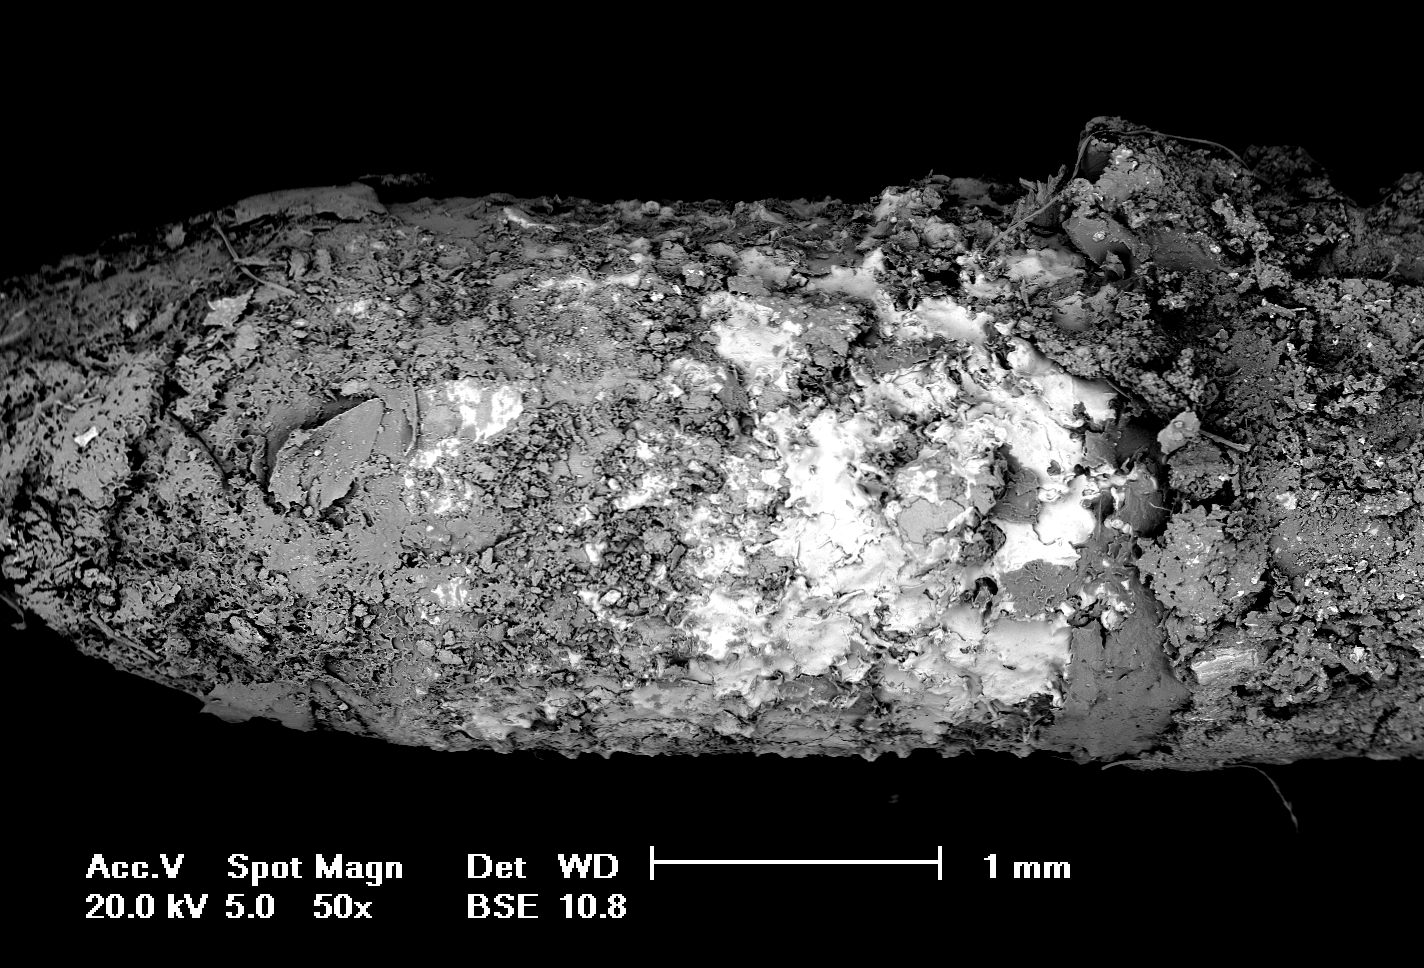 Acc.V Spot Magn Det WD 1 mm
20.0 kV 5.0 50x BSE 10.8